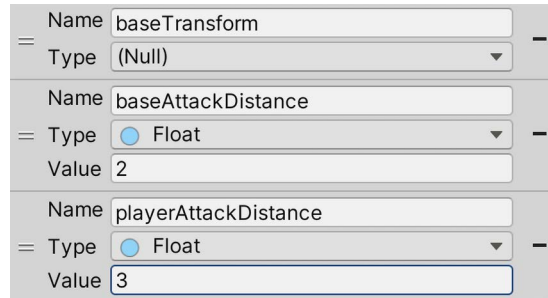 Name baseTransform
Type (Null)
Name baseAttackDistance
Type Float
Value 2
Name playerAttackDistance
Type Float
Value 3